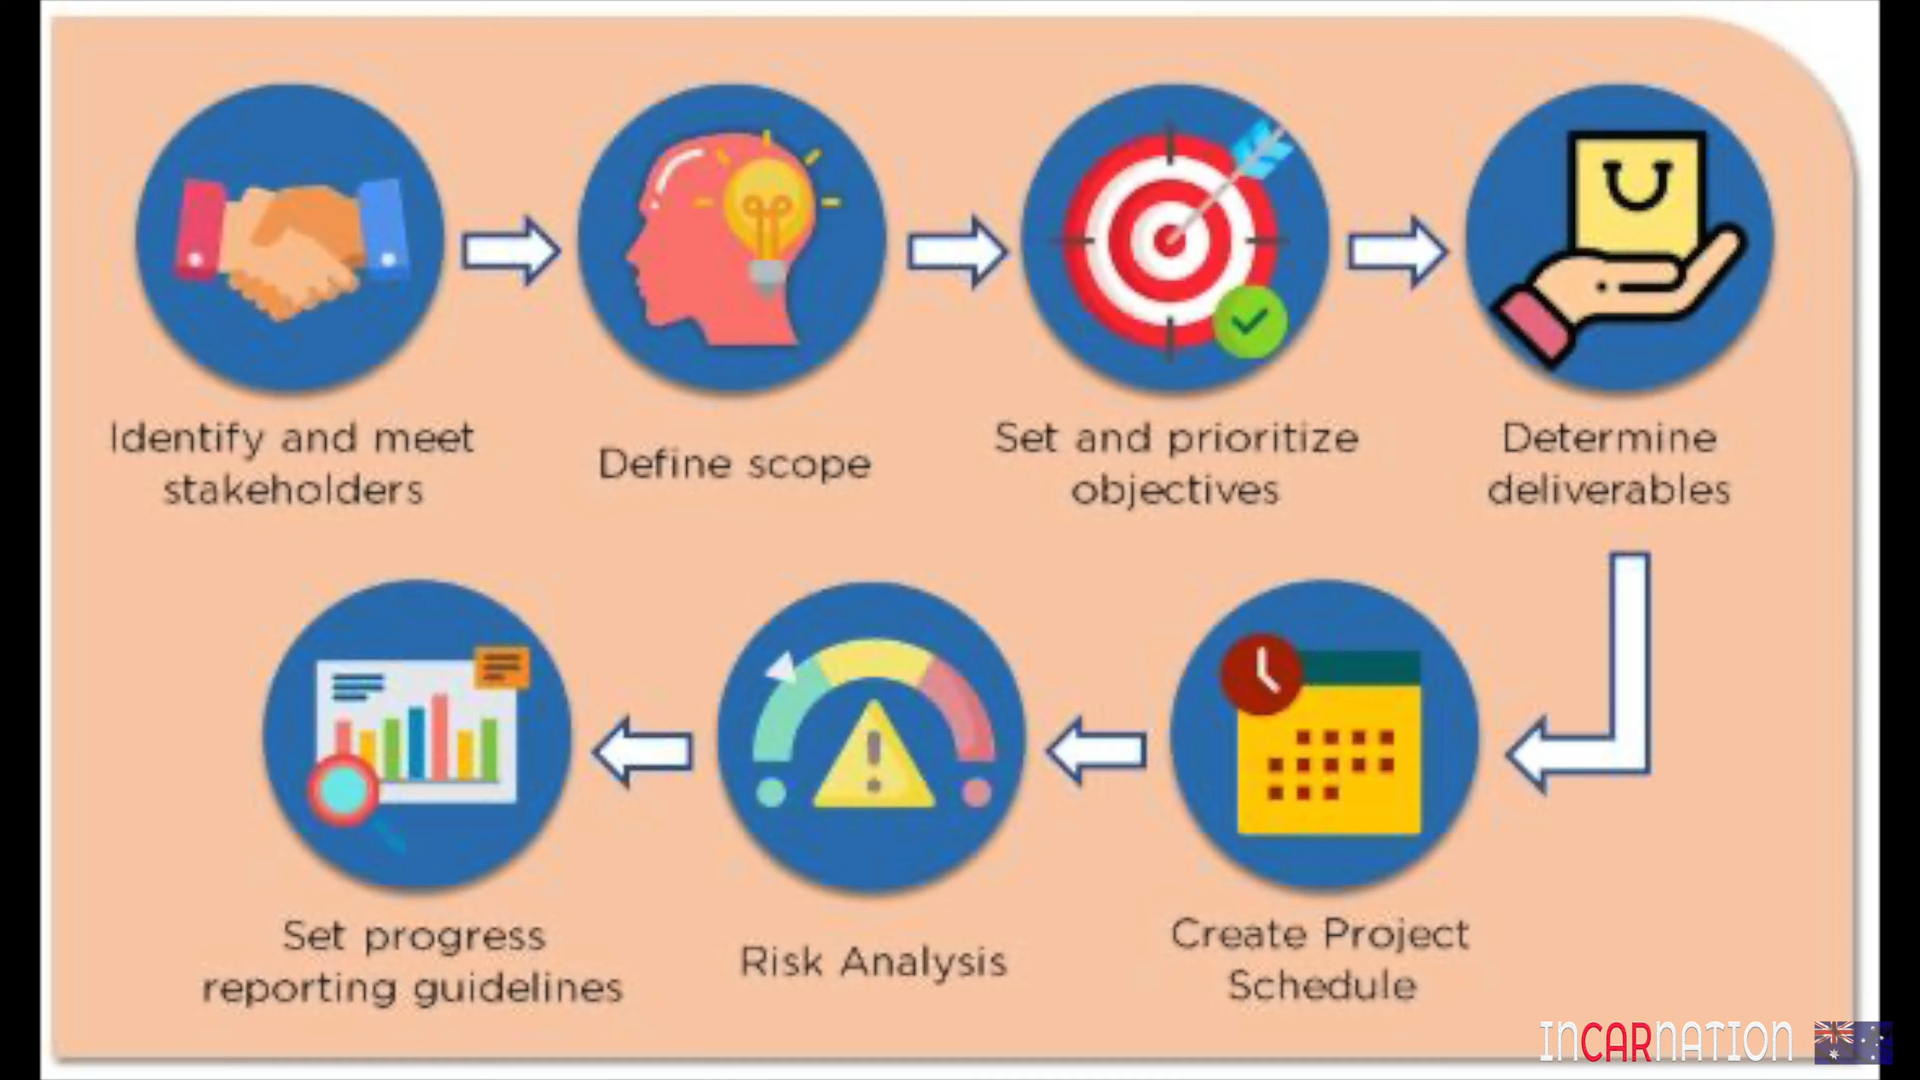 Identify and meet
stakeholders
Define scope
Set and prioritize
objectives
Determine
deliverables
Create Project
Schedule
Risk Analysis
Set progress
reporting guidelines
INCARNATION